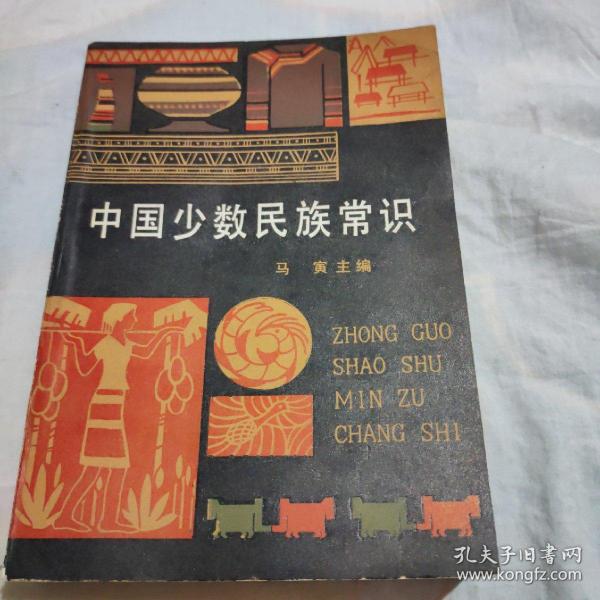 中国少数民族常识
马 寅 主编
ZHONG GUO
SHAO SHU
MIN ZU
CHANG SHI
孔夫子旧书网
www.kongfz.com